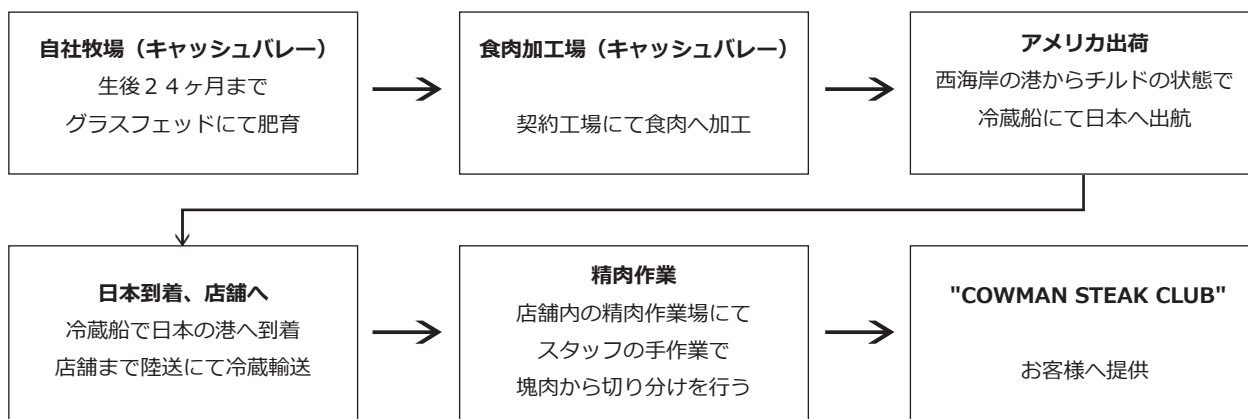 自社牧場（キャッシュバレー）
生後２４ヶ月まで
グラスフェッドにて肥育
食肉加工場（キャッシュバレー）
契約工場にて食肉へ加工
アメリカ出荷
西海岸の港からチルドの状態で
冷蔵船にて日本へ出航
日本到着、店舗へ
冷蔵船で日本の港へ到着
店舗まで陸送にて冷蔵輸送
精肉作業
店舗内の精肉作業場にて
スタッフの手作業で
塊肉から切り分けを行う
"COWMAN STEAK CLUB"
お客様へ提供